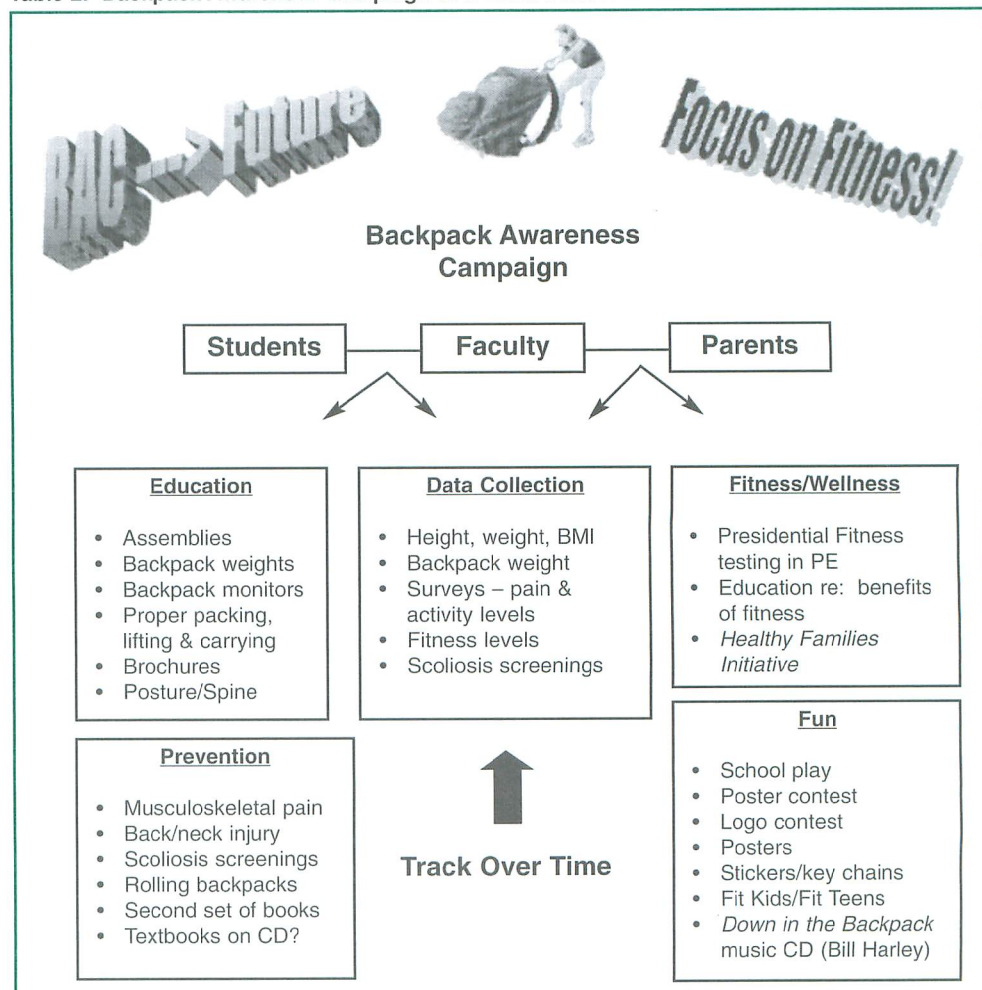 BAC ---> Future
Focus on Fitness!
Backpack Awareness
Campaign
Students
Faculty
Parents
Education
• Assemblies
• Backpack weights
• Backpack monitors
• Proper packing,
lifting & carrying
• Brochures
• Posture/Spine
Data Collection
• Height, weight, BMI
• Backpack weight
• Surveys – pain &
activity levels
• Fitness levels
• Scoliosis screenings
Fitness/Wellness
• Presidential Fitness
testing in PE
• Education re: benefits
of fitness
• Healthy Families
Initiative
Prevention
• Musculoskeletal pain
• Back/neck injury
• Scoliosis screenings
• Rolling backpacks
• Second set of books
• Textbooks on CD?
Track Over Time
Fun
• School play
• Poster contest
• Logo contest
• Posters
• Stickers/key chains
• Fit Kids/Fit Teens
• Down in the Backpack
music CD (Bill Harley)